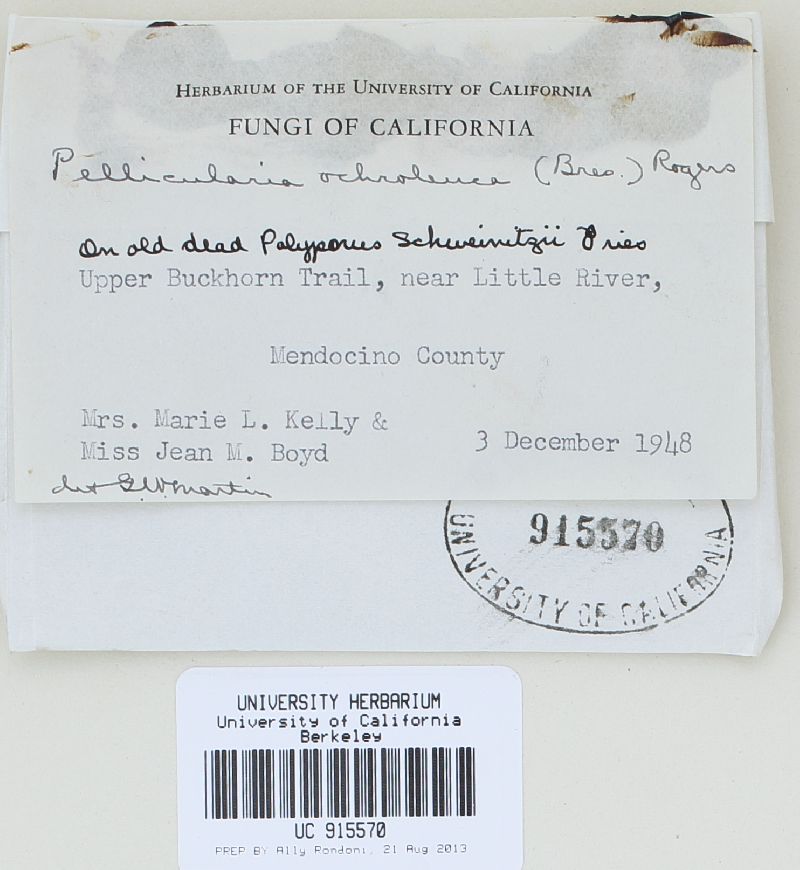 HERBARIUM OF THE UNIVERSITY OF CALIFORNIA
FUNGI OF CALIFORNIA
Pellicularia ochroleuca (Bres.) Rogers
On old dead Polyporus Schweinitzii Fries
Upper Buckhorn Trail, near Little River,
Mendocino County
Mrs. Marie L. Kelly &
Miss Jean M. Boyd
3 December 1948
det G W Martin
915570
UNIVERSITY OF CALIFORNIA
UNIVERSITY HERBARIUM
University of California
Berkeley
UC 915570
PREP BY Ally Rondoni, 21 Aug 2013